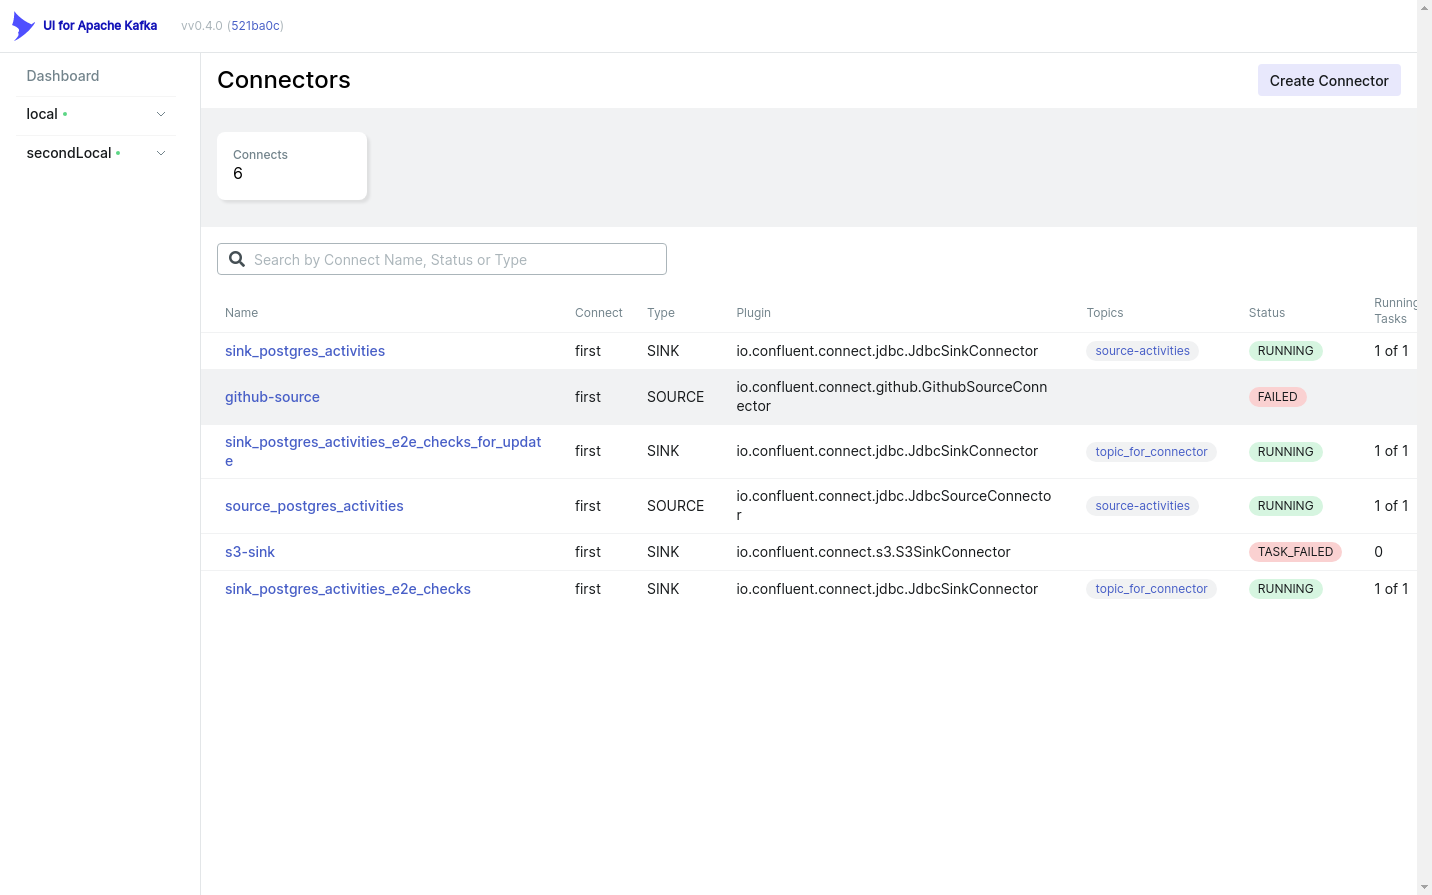 UI for Apache Kafka vv0.4.0 (521ba0c)
Dashboard
local
secondLocal
Connectors
Create Connector
Connects
6
Search by Connect Name, Status or Type
Name Connect Type Plugin Topics Status Running
Tasks
sink_postgres_activities first SINK io.confluent.connect.jdbc.JdbcSinkConnector source-activities RUNNING 1 of 1
github-source first SOURCE io.confluent.connect.github.GithubSourceConn
ector FAILED
sink_postgres_activities_e2e_checks_for_updat
e first SINK io.confluent.connect.jdbc.JdbcSinkConnector topic_for_connector RUNNING 1 of 1
source_postgres_activities first SOURCE io.confluent.connect.jdbc.JdbcSourceConnecto
r source-activities RUNNING 1 of 1
s3-sink first SINK io.confluent.connect.s3.S3SinkConnector TASK_FAILED 0
sink_postgres_activities_e2e_checks first SINK io.confluent.connect.jdbc.JdbcSinkConnector topic_for_connector RUNNING 1 of 1